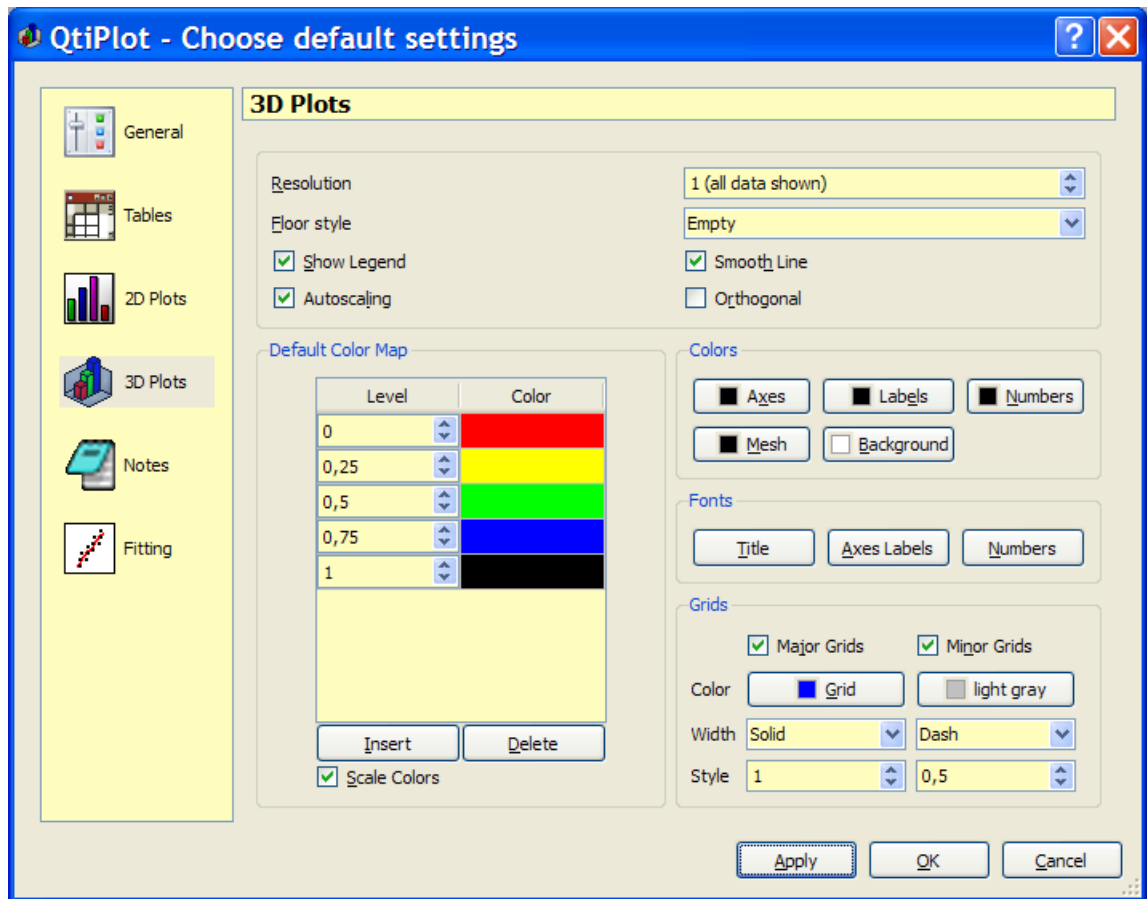 QtiPlot - Choose default settings
General
Tables
2D Plots
3D Plots
Notes
Fitting
3D Plots
Resolution 1 (all data shown)
Floor style Empty
Show Legend Smooth Line
Autoscaling Orthogonal
Default Color Map
Level Color
0
0,25
0,5
0,75
1
Insert Delete
Scale Colors
Colors
Axes Labels Numbers
Mesh Background
Fonts
Title Axes Labels Numbers
Grids
Major Grids Minor Grids
Color Grid light gray
Width Solid Dash
Style 1 0,5
Apply OK Cancel